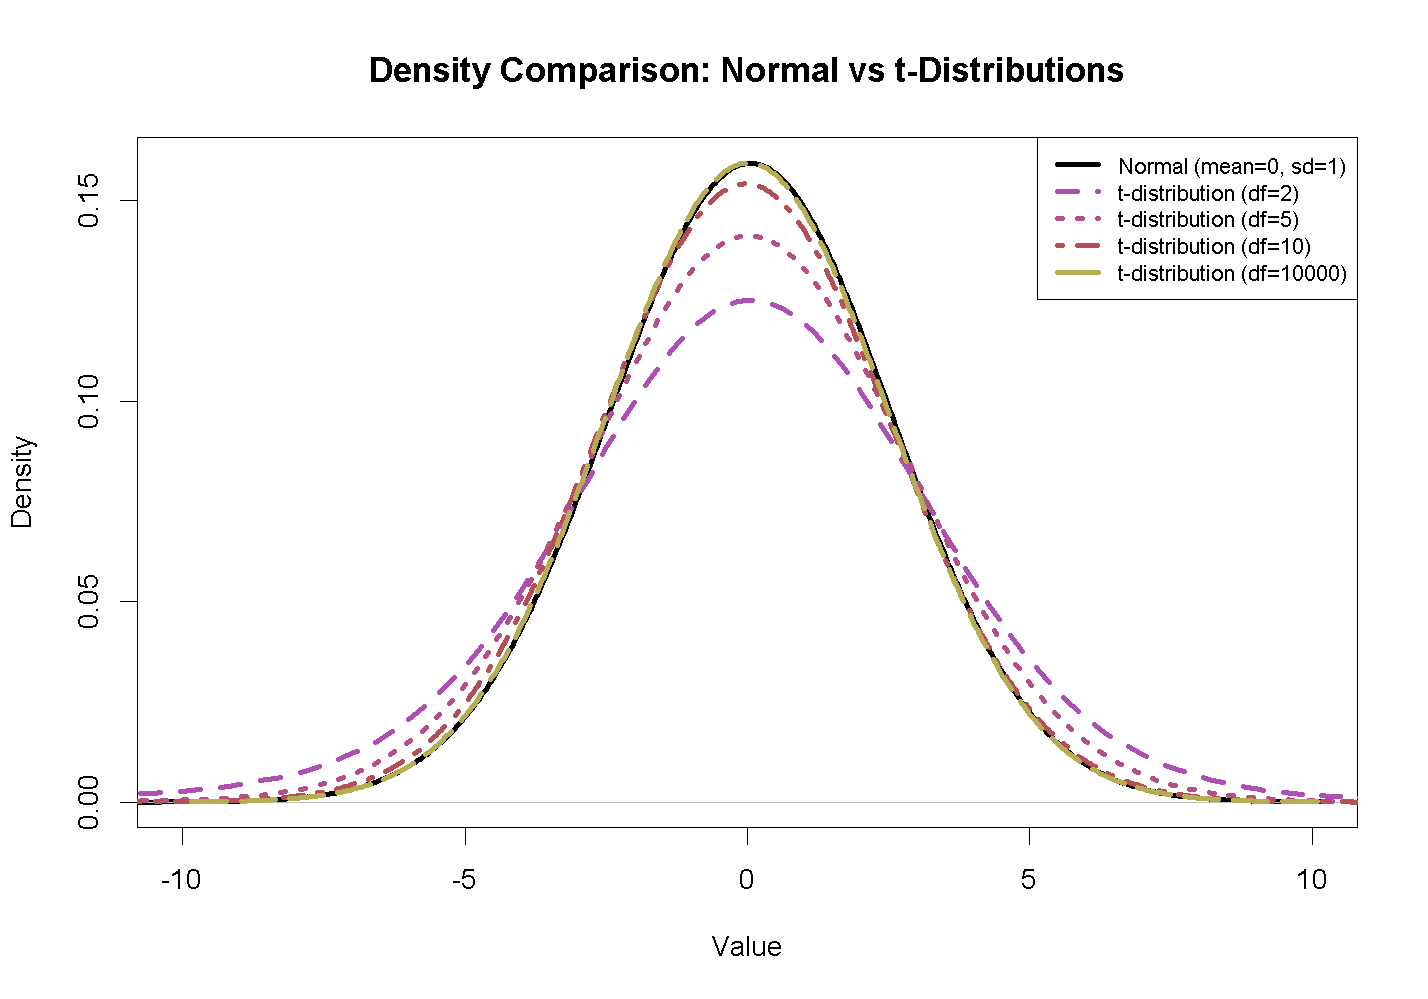 Density Comparison: Normal vs t-Distributions
Normal (mean=0, sd=1)
t-distribution (df=2)
t-distribution (df=5)
t-distribution (df=10)
t-distribution (df=10000)
Density
0.15
0.10
0.05
0.00
-10 -5 0 5 10
Value